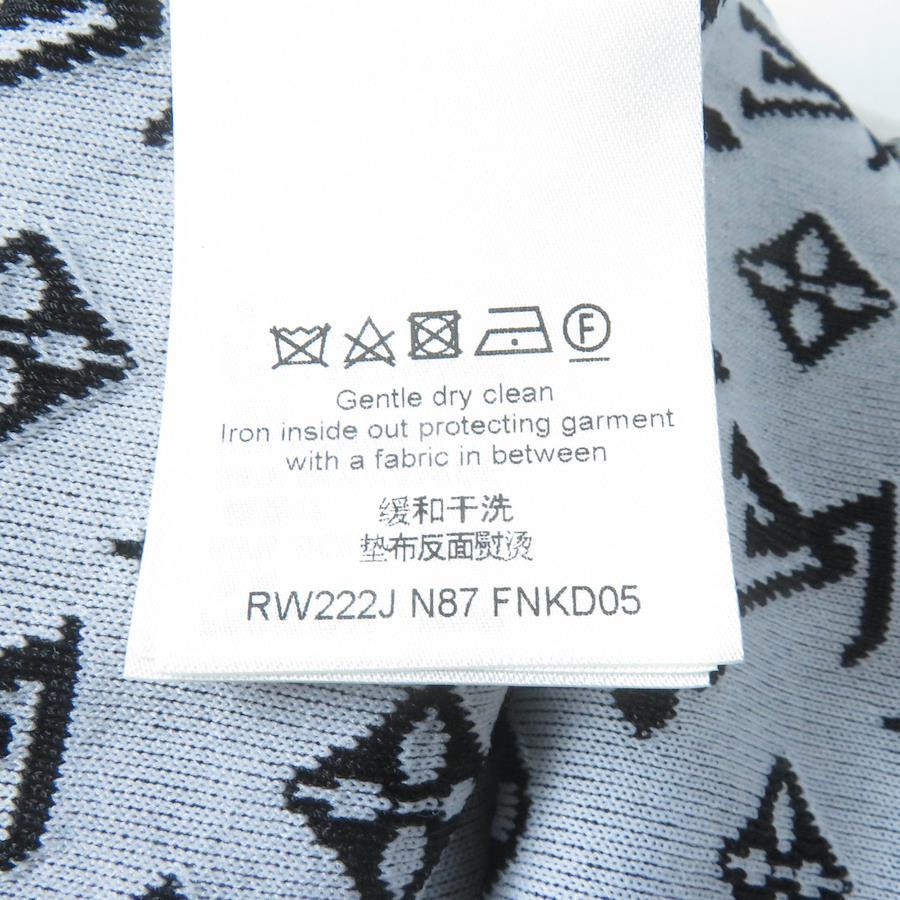 F
Gentle dry clean
Iron inside out protecting garment
with a fabric in between
缓和干洗
垫布反面熨烫
RW222J N87 FNKD05